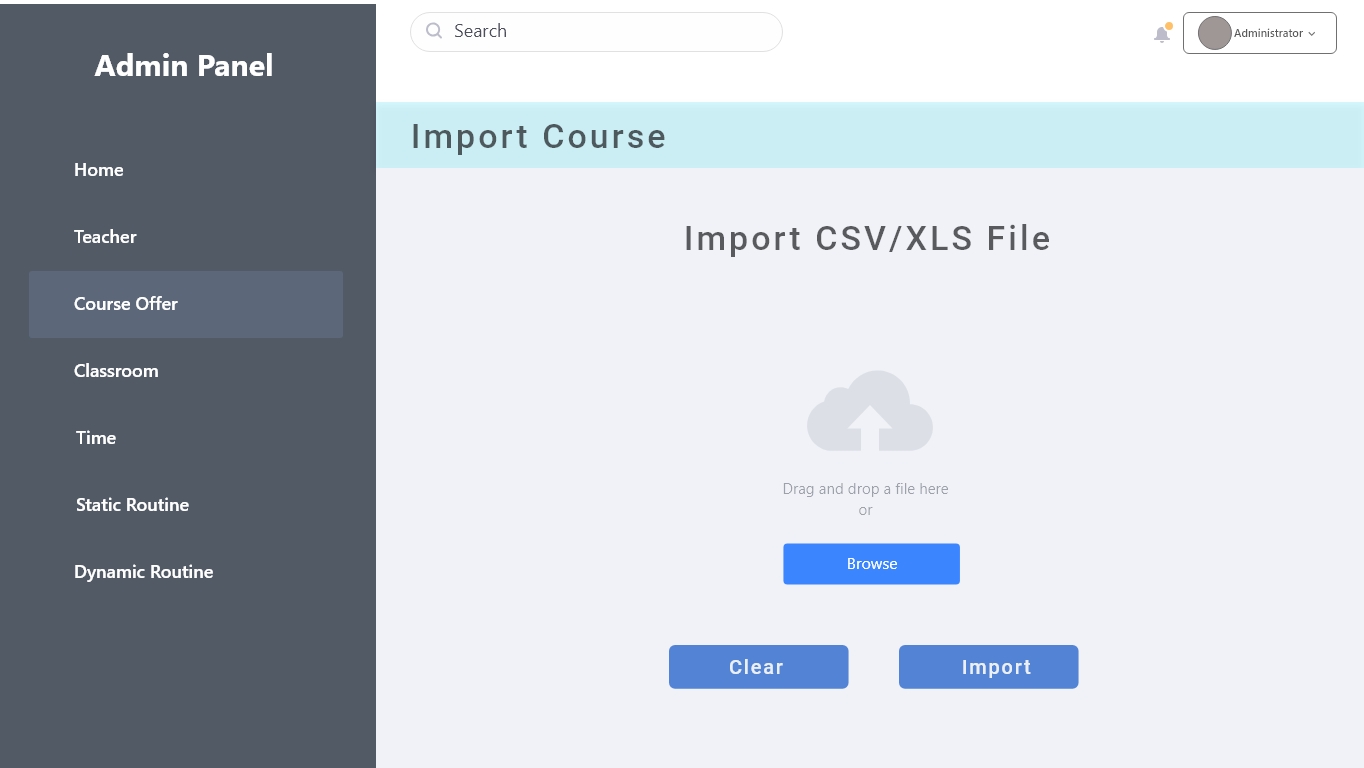 Admin Panel
Home
Teacher
Course Offer
Classroom
Time
Static Routine
Dynamic Routine
Search
Administrator
Import Course
Import CSV/XLS File
Drag and drop a file here
or
Browse
Clear
Import